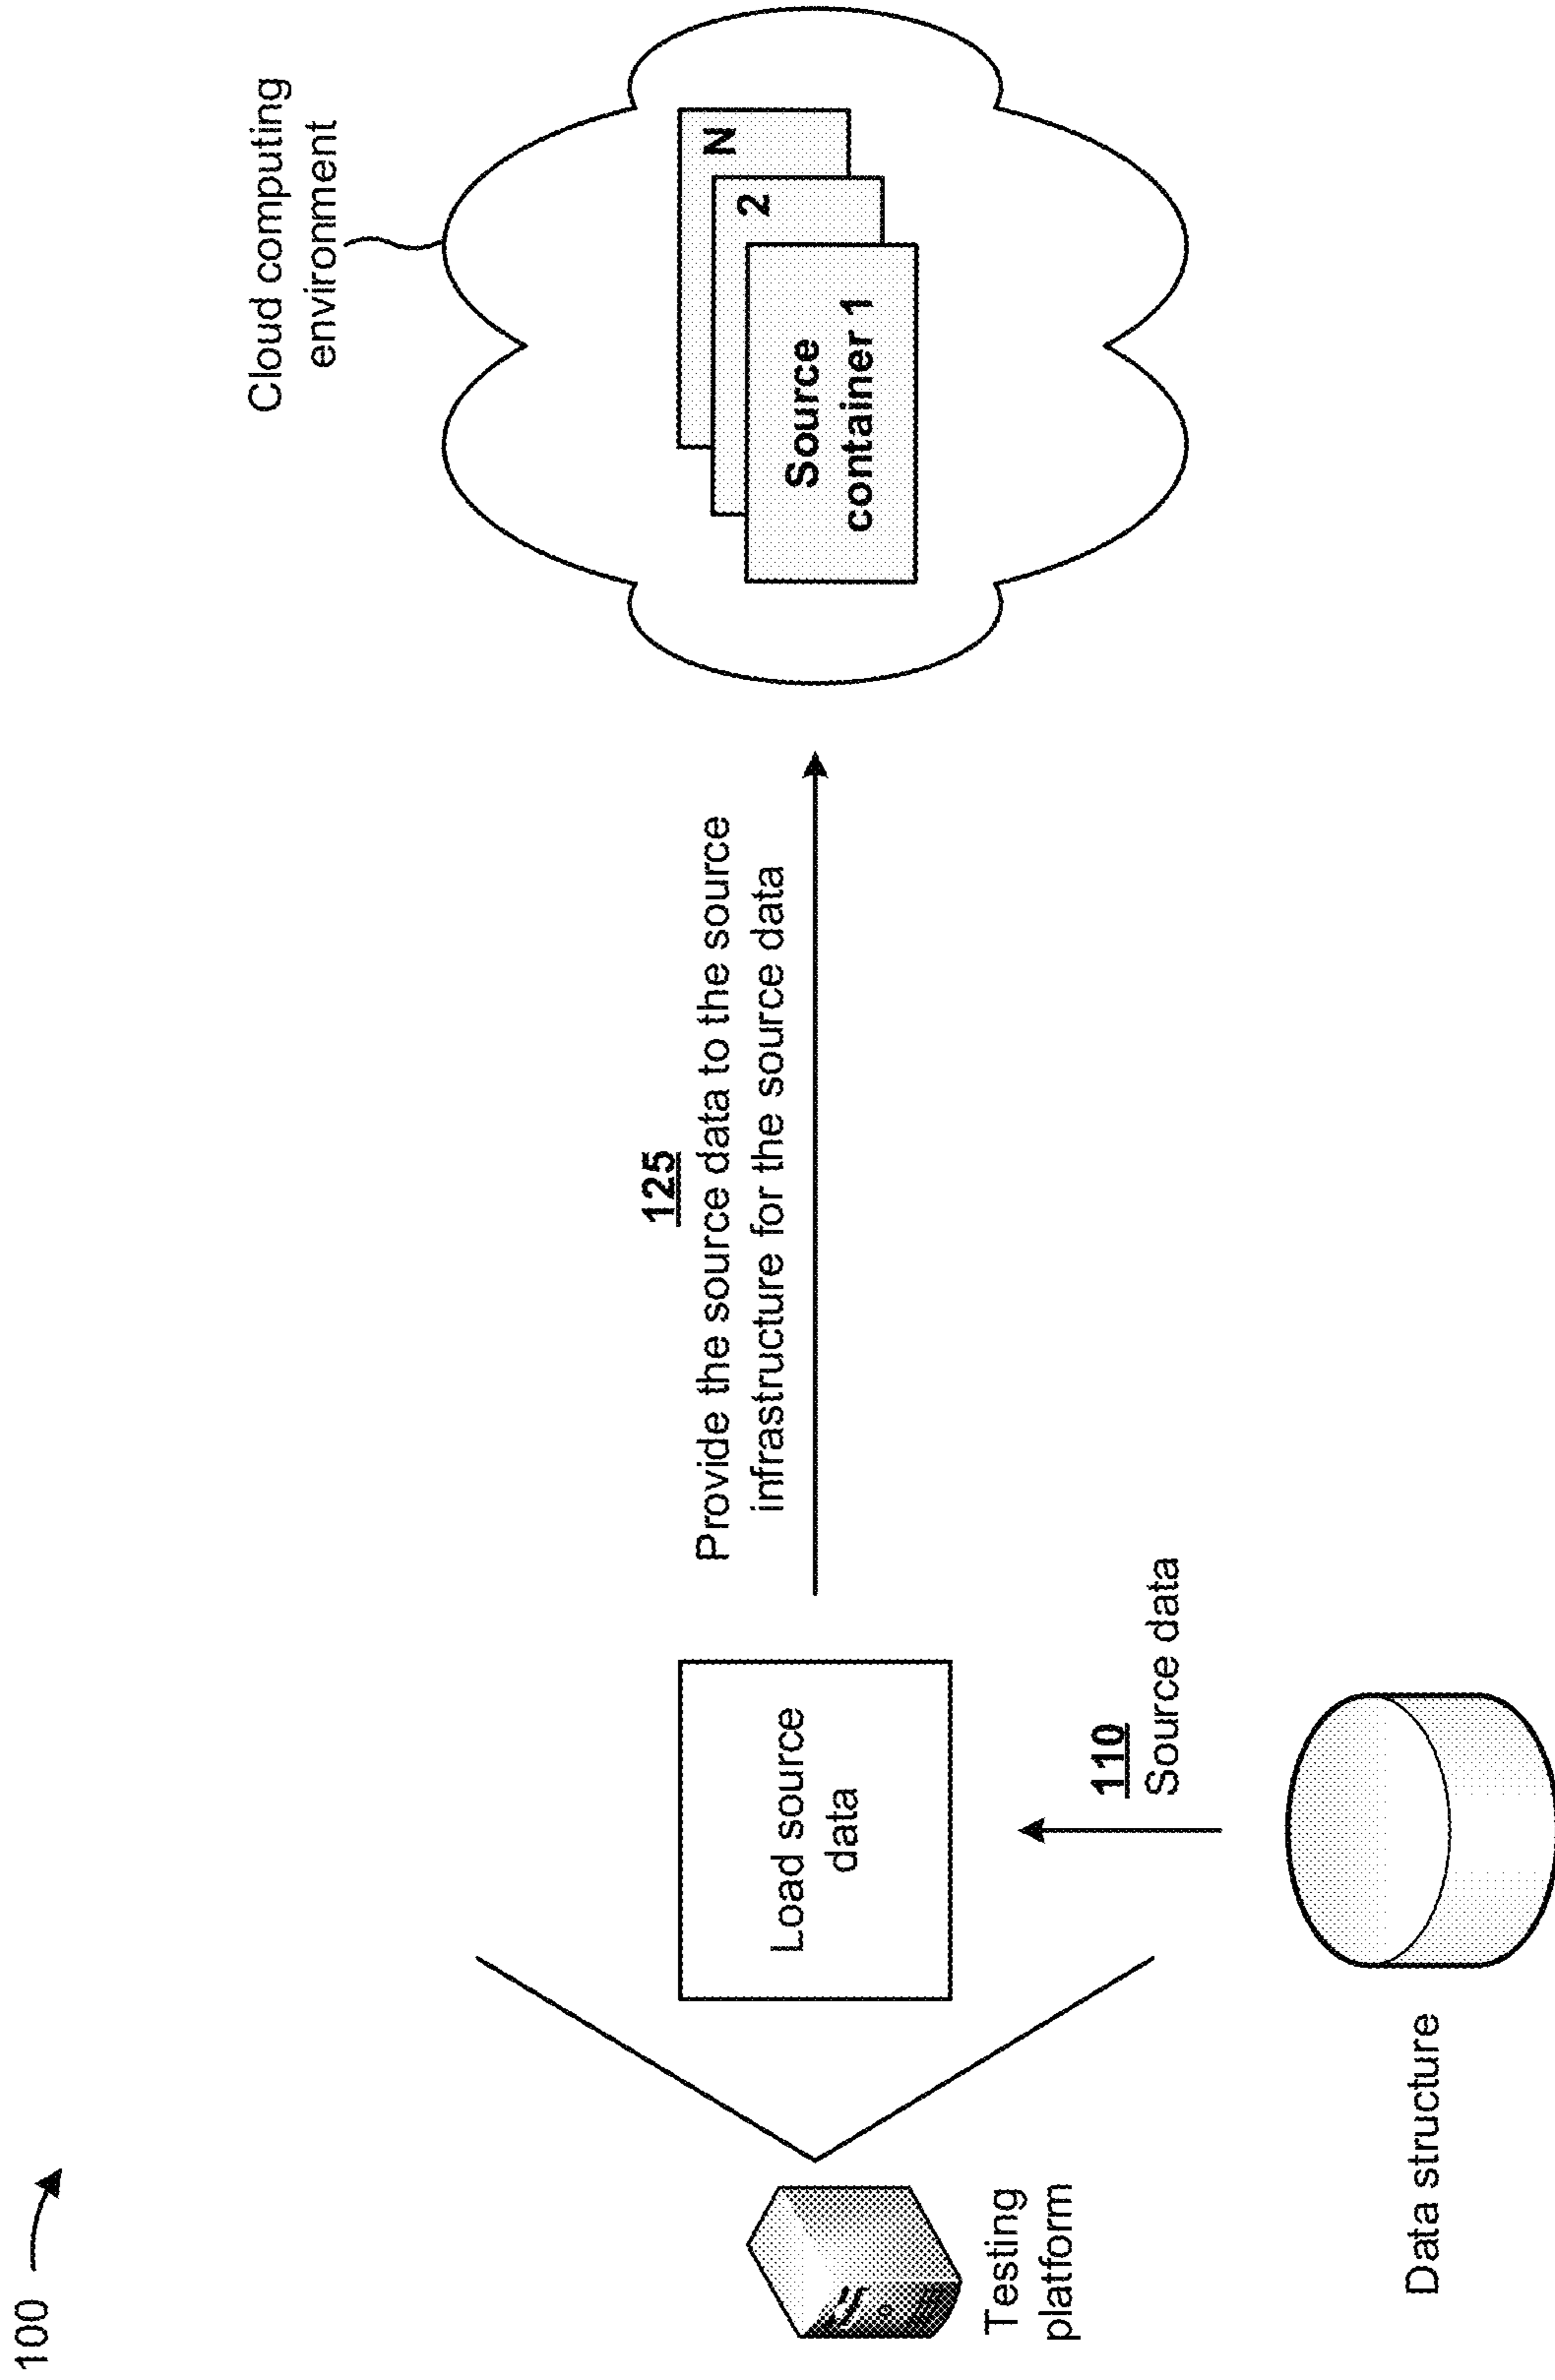 100
Cloud computing
environment
N
2
Source
container 1
125
Provide the source data to the source
infrastructure for the source data
Load source
data
110
Source data
Testing
platform
Data structure